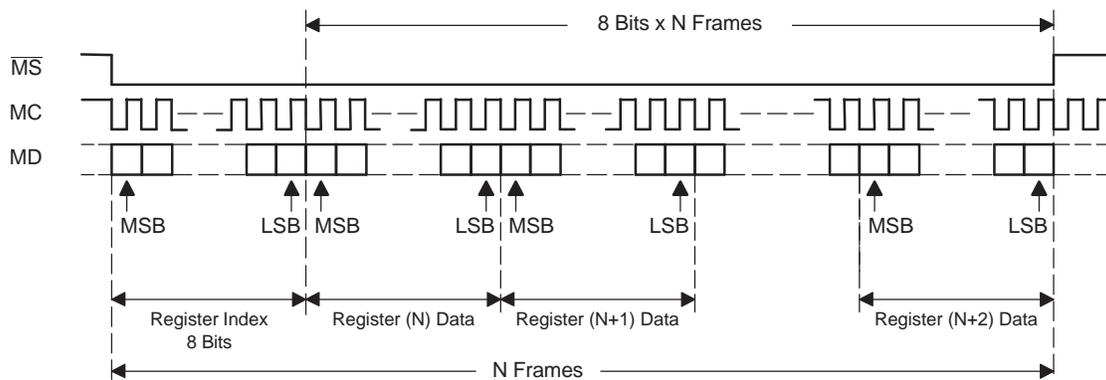 8 Bits x N Frames
MS
MC
MD
MSB LSB MSB LSB MSB LSB MSB LSB
Register Index
8 Bits
Register (N) Data
Register (N+1) Data
Register (N+2) Data
N Frames